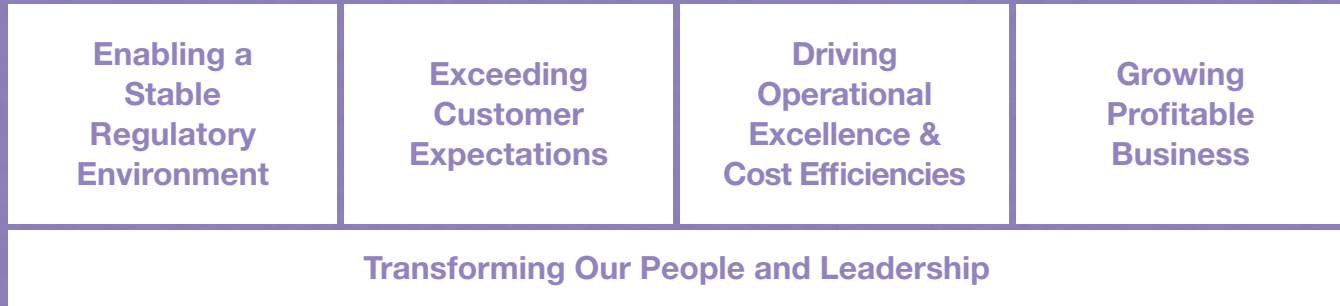 Enabling a
Stable
Regulatory
Environment
Exceeding
Customer
Expectations
Driving
Operational
Excellence &
Cost Efficiencies
Growing
Profitable
Business
Transforming Our People and Leadership